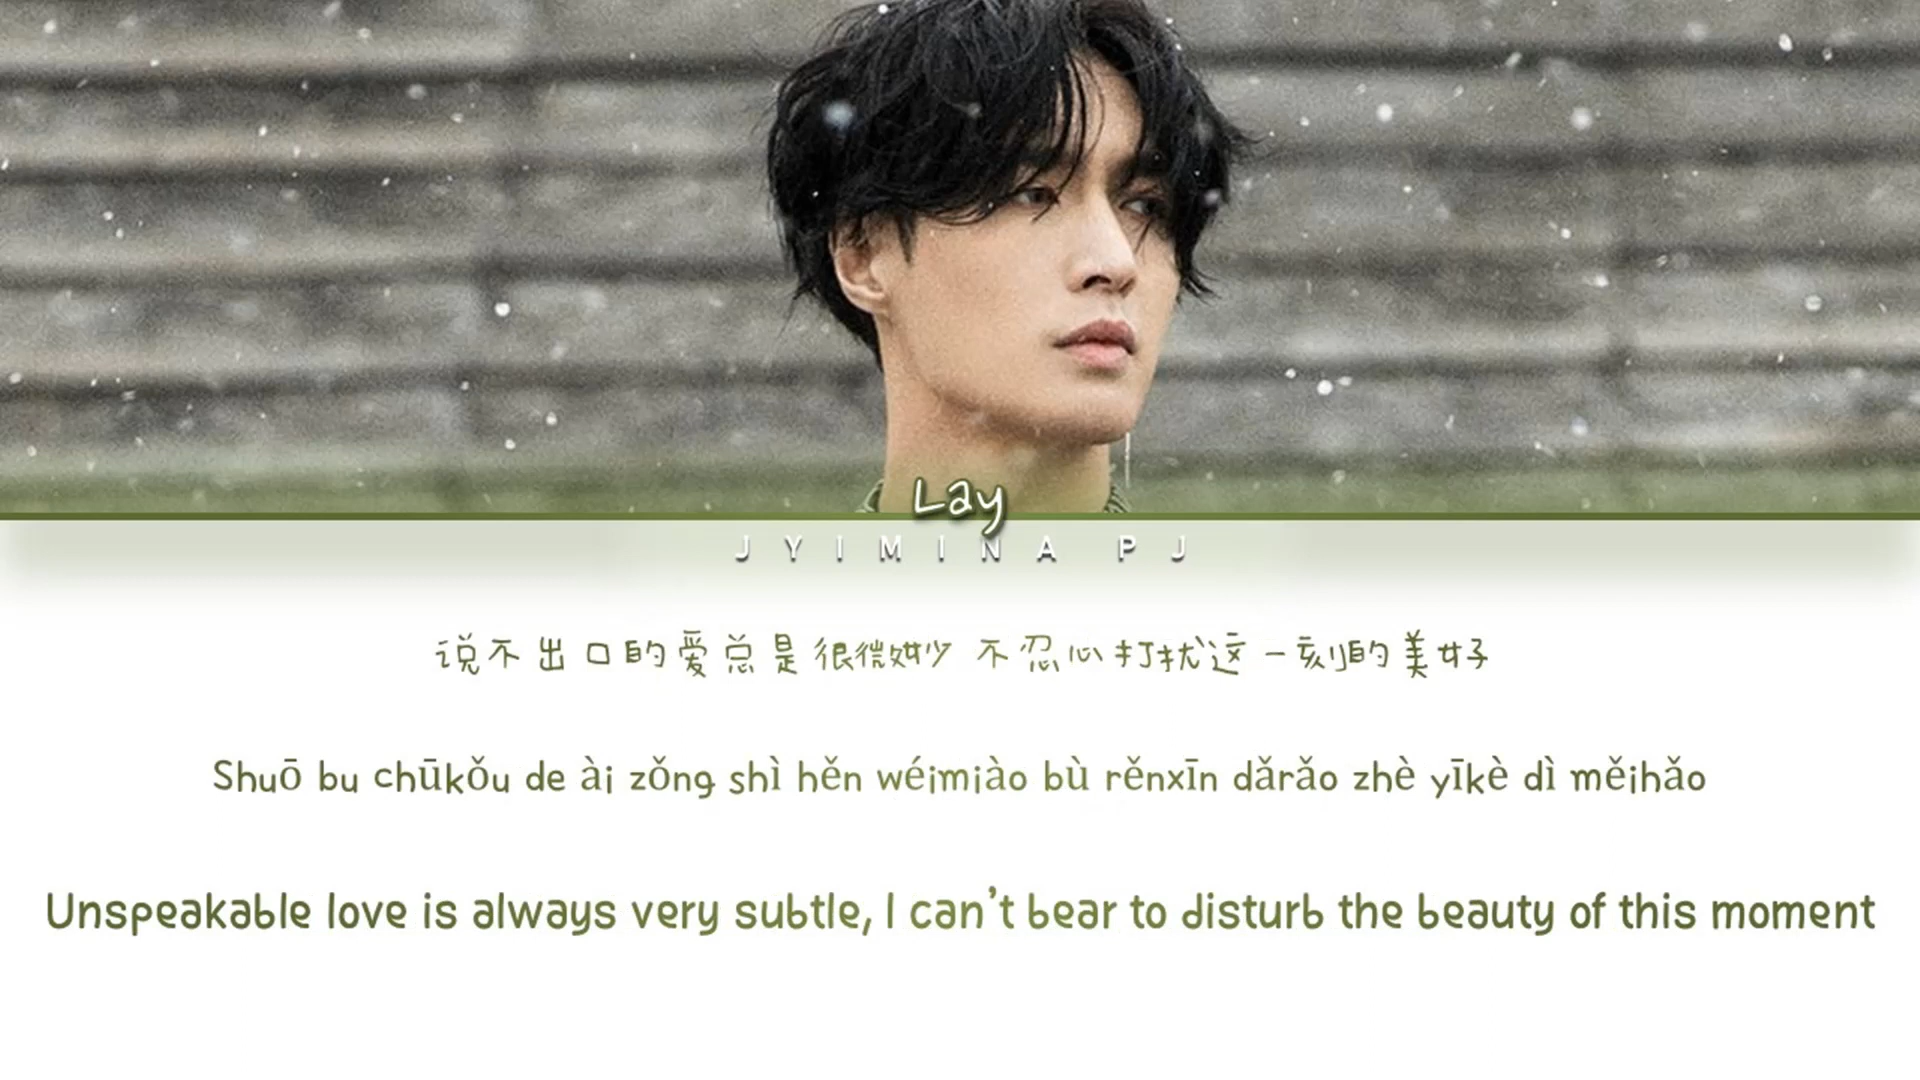 Lay
JYIMINA PJ
说不出口的爱总是很微妙 不忍心打扰这一刻的美好
Shuō bu chūkǒu de ài zǒng shì hěn wéimiào bù rěnxīn dǎrǎo zhè yīkè dì měihǎo
Unspeakable love is always very subtle, I can't bear to disturb the beauty of this moment